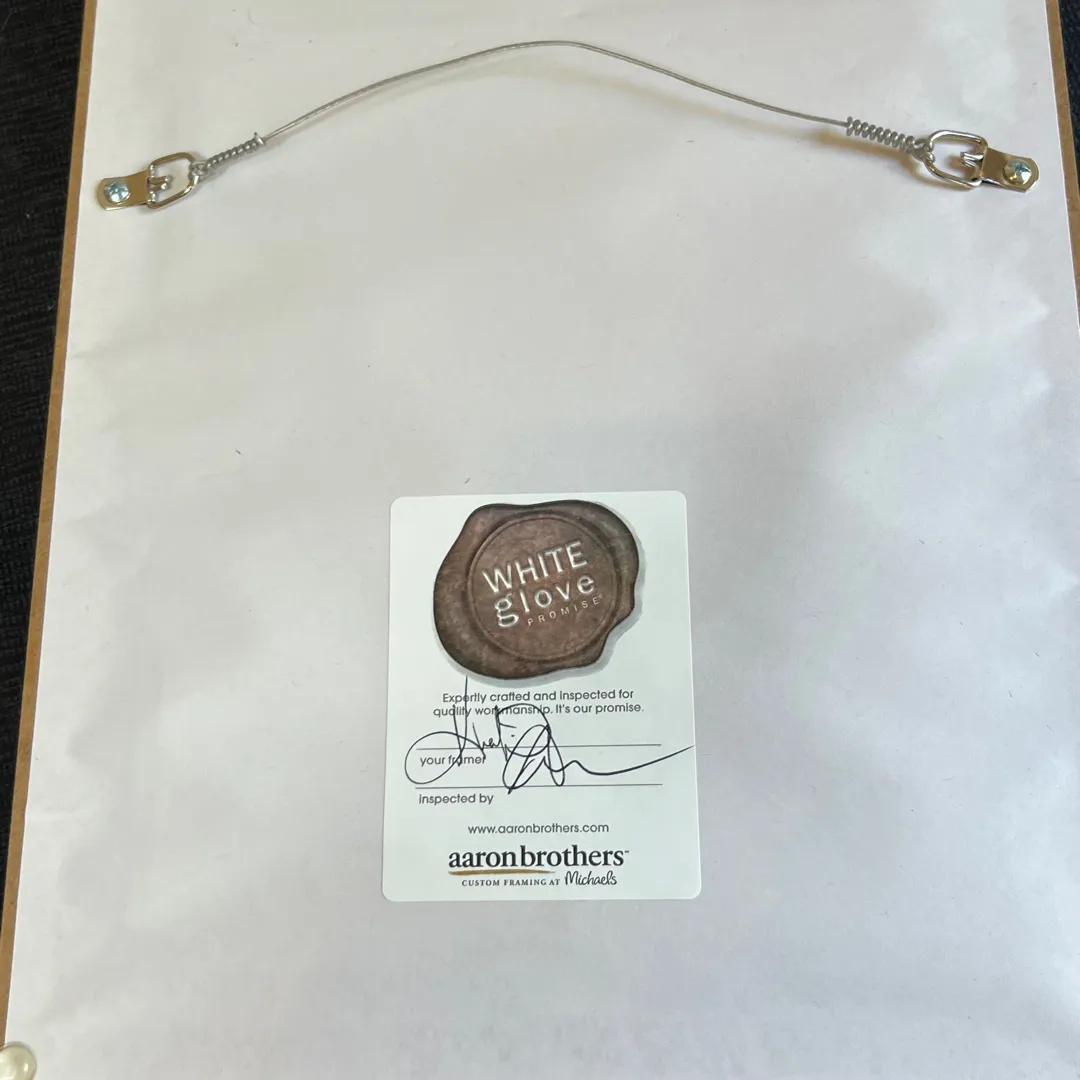 WHITE
glove
PROMISE
Expertly crafted and inspected for
quality workmanship. It's our promise.
your framer
inspected by
www.aaronbrothers.com
aaronbrothers™
CUSTOM FRAMING AT Michaels